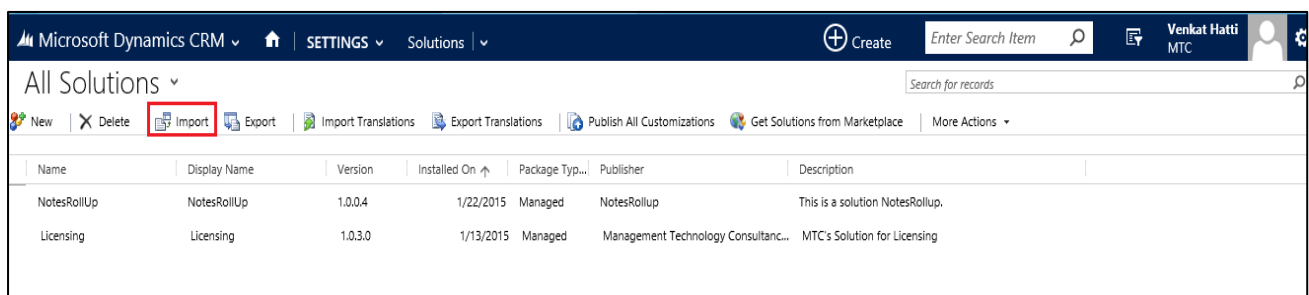 Microsoft Dynamics CRM SETTINGS Solutions Create Enter Search Item Venkat Hatti
MTC
All Solutions Search for records
New Delete Import Export Import Translations Export Translations Publish All Customizations Get Solutions from Marketplace More Actions
Name Display Name Version Installed On Package Typ... Publisher Description
NotesRollUp NotesRollUp 1.0.0.4 1/22/2015 Managed NotesRollup This is a solution NotesRollup.
Licensing Licensing 1.0.3.0 1/13/2015 Managed Management Technology Consultanc... MTC's Solution for Licensing